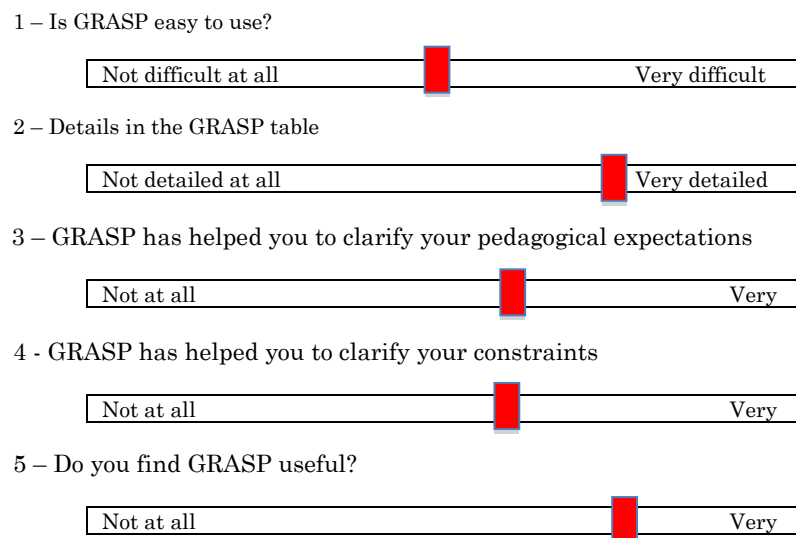 1 – Is GRASP easy to use?
Not difficult at all Very difficult
2 – Details in the GRASP table
Not detailed at all Very detailed
3 – GRASP has helped you to clarify your pedagogical expectations
Not at all Very
4 - GRASP has helped you to clarify your constraints
Not at all Very
5 – Do you find GRASP useful?
Not at all Very